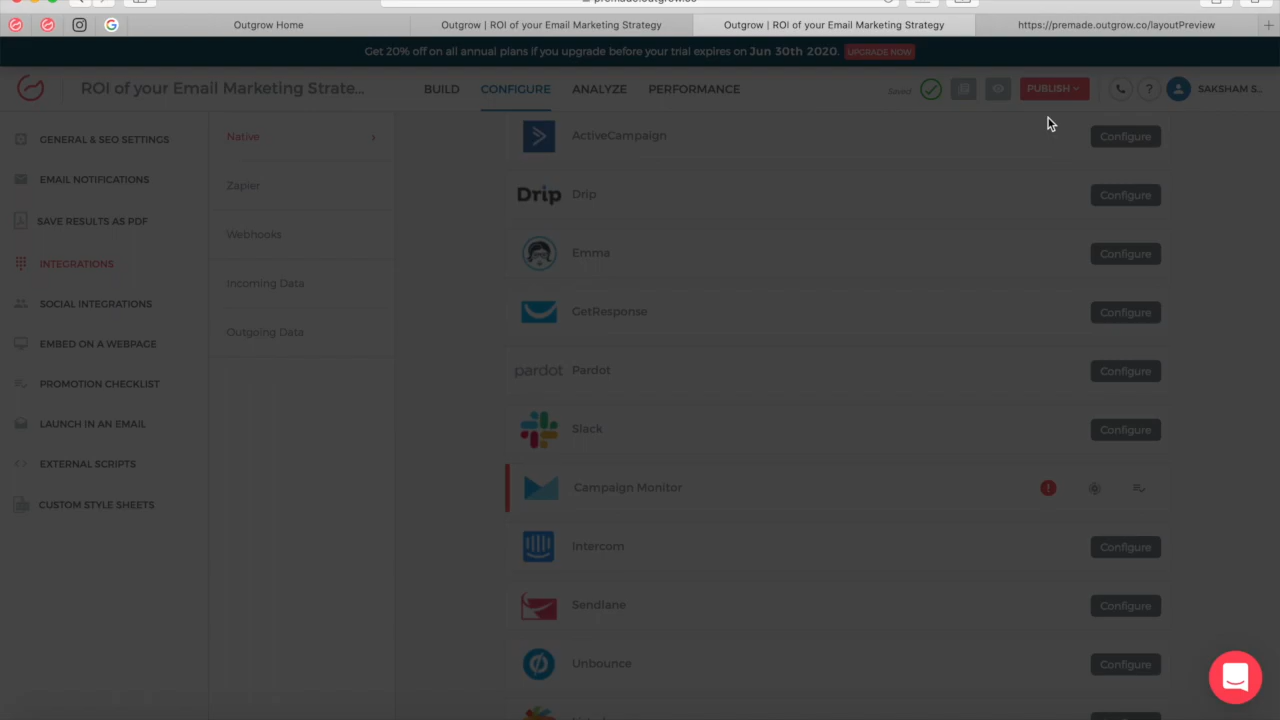 Outgrow Home
Outgrow | ROI of your Email Marketing Strategy
Outgrow | ROI of your Email Marketing Strategy
https://premade.outgrow.co/layoutPreview
Get 20% off on all annual plans if you upgrade before your trial expires on Jun 30th 2020. UPGRADE NOW
ROI of your Email Marketing Strate...
BUILD
CONFIGURE
ANALYZE
PERFORMANCE
Saved
PUBLISH
?
SAKSHAM S...
GENERAL & SEO SETTINGS
EMAIL NOTIFICATIONS
SAVE RESULTS AS PDF
INTEGRATIONS
SOCIAL INTEGRATIONS
EMBED ON A WEBPAGE
PROMOTION CHECKLIST
LAUNCH IN AN EMAIL
EXTERNAL SCRIPTS
CUSTOM STYLE SHEETS
Native
Zapier
Webhooks
Incoming Data
Outgoing Data
ActiveCampaign Configure
Drip Drip Configure
Emma Configure
GetResponse Configure
pardot Pardot Configure
Slack Configure
Campaign Monitor !
Intercom Configure
Sendlane Configure
Unbounce Configure